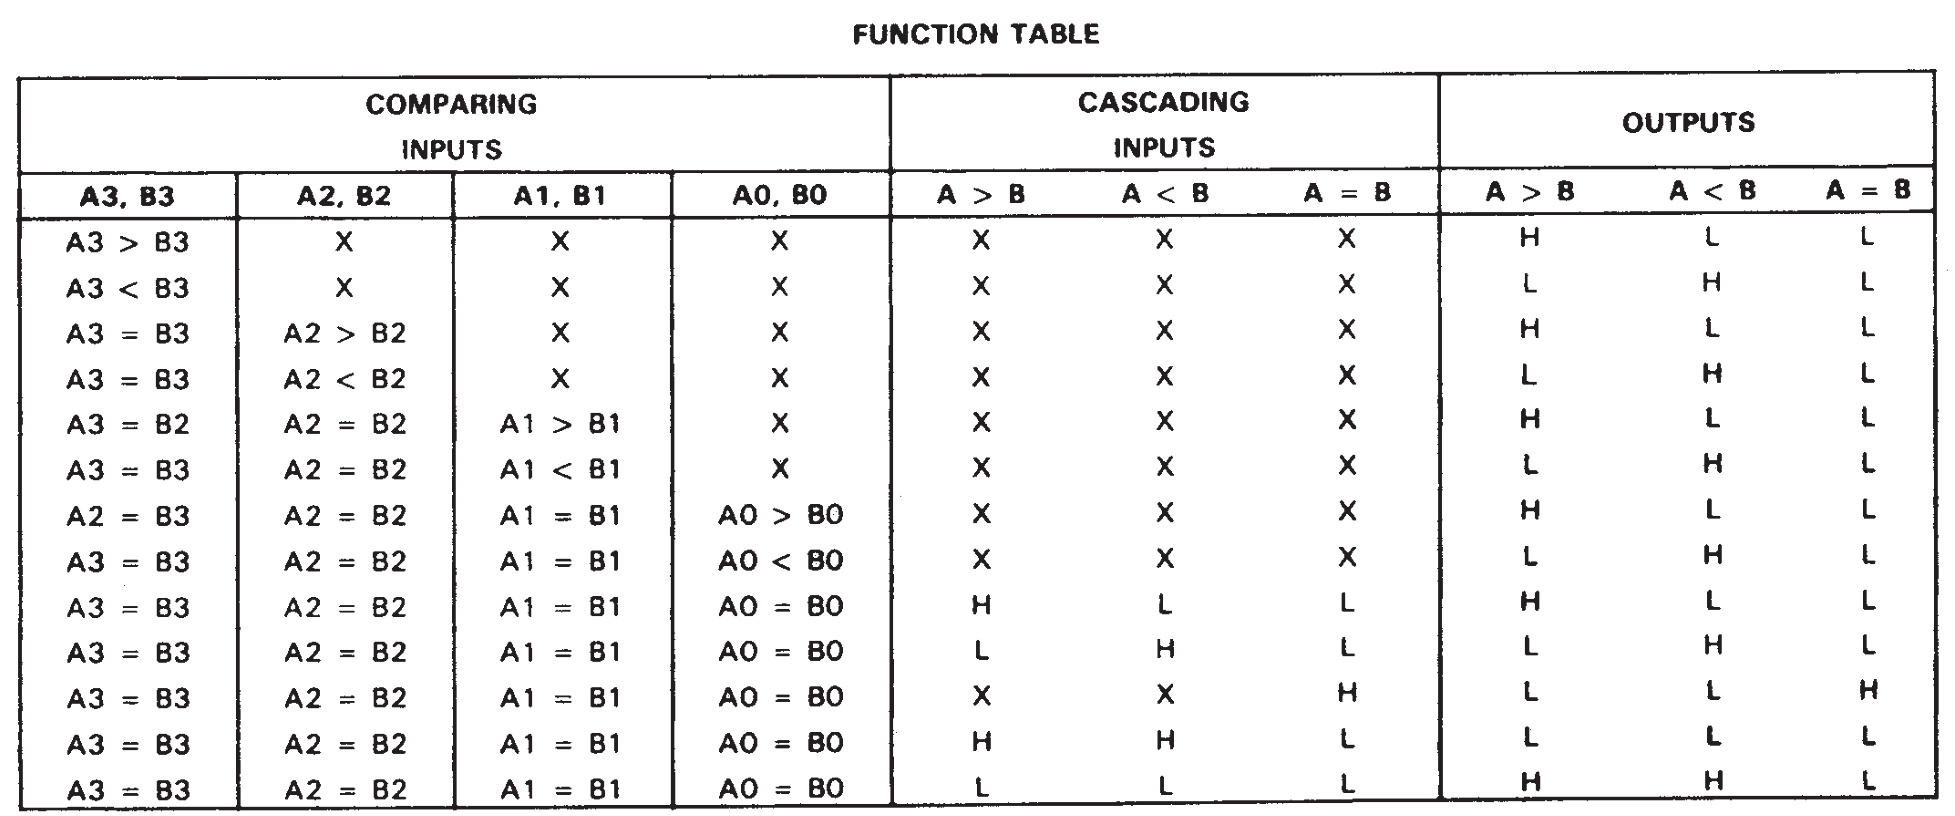 FUNCTION TABLE
COMPARING INPUTS CASCADING INPUTS OUTPUTS
A3, B3 A2, B2 A1, B1 A0, B0 A > B A < B A = B A > B A < B A = B
A3 > B3 X X X X X X H L L
A3 < B3 X X X X X X L H L
A3 = B3 A2 > B2 X X X X X H L L
A3 = B3 A2 < B2 X X X X X L H L
A3 = B2 A2 = B2 A1 > B1 X X X X H L L
A3 = B3 A2 = B2 A1 < B1 X X X X L H L
A2 = B3 A2 = B2 A1 = B1 A0 > B0 X X X H L L
A3 = B3 A2 = B2 A1 = B1 A0 < B0 X X X L H L
A3 = B3 A2 = B2 A1 = B1 A0 = B0 H L L H L L
A3 = B3 A2 = B2 A1 = B1 A0 = B0 L H L L H L
A3 = B3 A2 = B2 A1 = B1 A0 = B0 X X H L L H
A3 = B3 A2 = B2 A1 = B1 A0 = B0 H H L L L L
A3 = B3 A2 = B2 A1 = B1 A0 = B0 L L L H H L